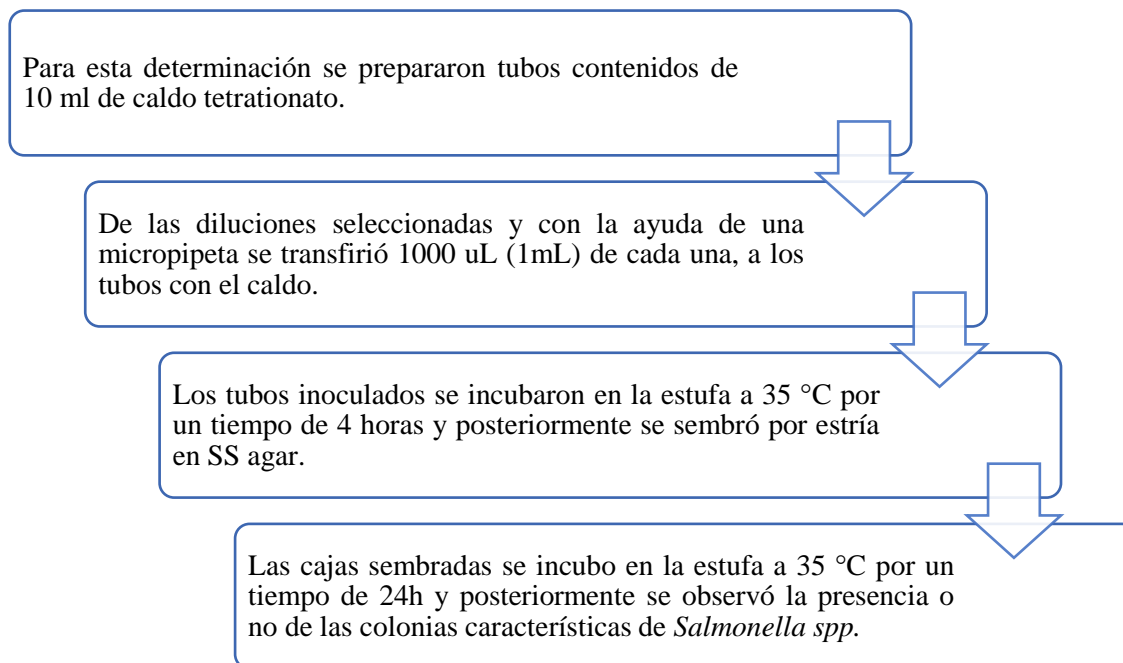 Para esta determinación se prepararon tubos contenidos de
10 ml de caldo tetrationato.
De las diluciones seleccionadas y con la ayuda de una
micropipeta se transfirió 1000 uL (1mL) de cada una, a los
tubos con el caldo.
Los tubos inoculados se incubaron en la estufa a 35 °C por
un tiempo de 4 horas y posteriormente se sembró por estría
en SS agar.
Las cajas sembradas se incubo en la estufa a 35 °C por un
tiempo de 24h y posteriormente se observó la presencia o
no de las colonias características de Salmonella spp.